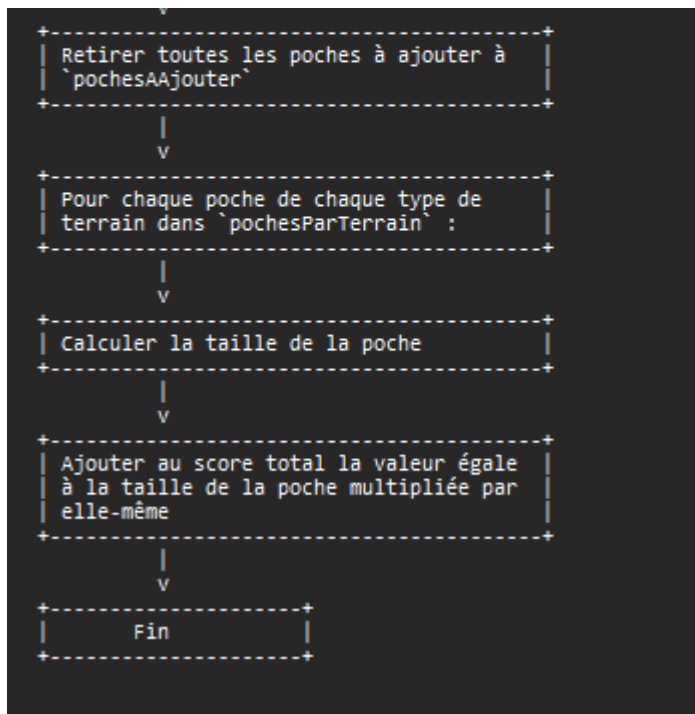 Retirer toutes les poches à ajouter à
`pochesAAjouter`
v
Pour chaque poche de chaque type de
terrain dans `pochesParTerrain` :
v
Calculer la taille de la poche
v
Ajouter au score total la valeur égale
à la taille de la poche multipliée par
elle-même
v
Fin